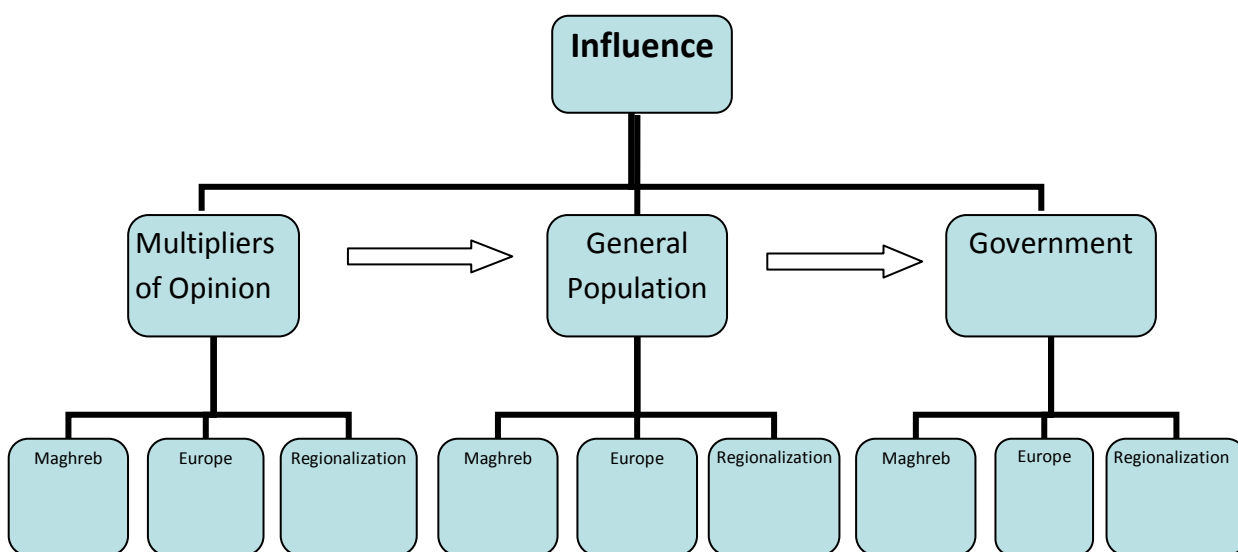 Influence
Multipliers
of Opinion
General
Population
Government
Maghreb
Europe
Regionalization
Maghreb
Europe
Regionalization
Maghreb
Europe
Regionalization